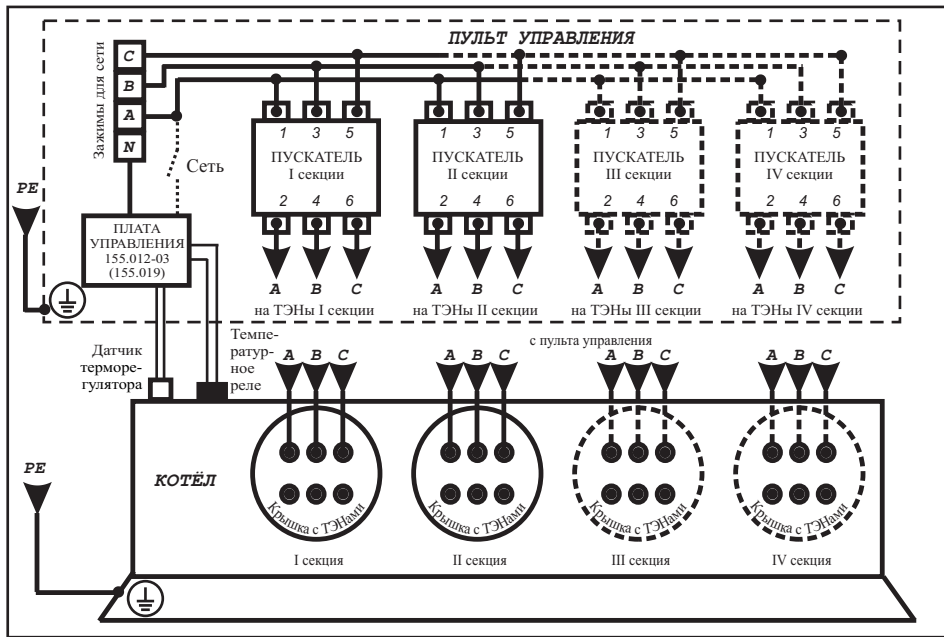 ПУЛЬТ УПРАВЛЕНИЯ
Зажимы для сети
C
B
A
N
Сеть
PE
ПЛАТА
УПРАВЛЕНИЯ
155.012-03
(155.019)
1 3 5
ПУСКАТЕЛЬ
I секции
2 4 6
A B C
на ТЭНы I секции
1 3 5
ПУСКАТЕЛЬ
II секции
2 4 6
A B C
на ТЭНы II секции
1 3 5
ПУСКАТЕЛЬ
III секции
2 4 6
A B C
на ТЭНы III секции
1 3 5
ПУСКАТЕЛЬ
IV секции
2 4 6
A B C
на ТЭНы IV секции
Датчик
терморе-
гулятора
Темпе-
ратур-
ное
реле
с пульта управления
A B C
A B C
A B C
A B C
PE
КОТЁЛ
Крышка с ТЭНами
Крышка с ТЭНами
Крышка с ТЭНами
Крышка с ТЭНами
I секция
II секция
III секция
IV секция